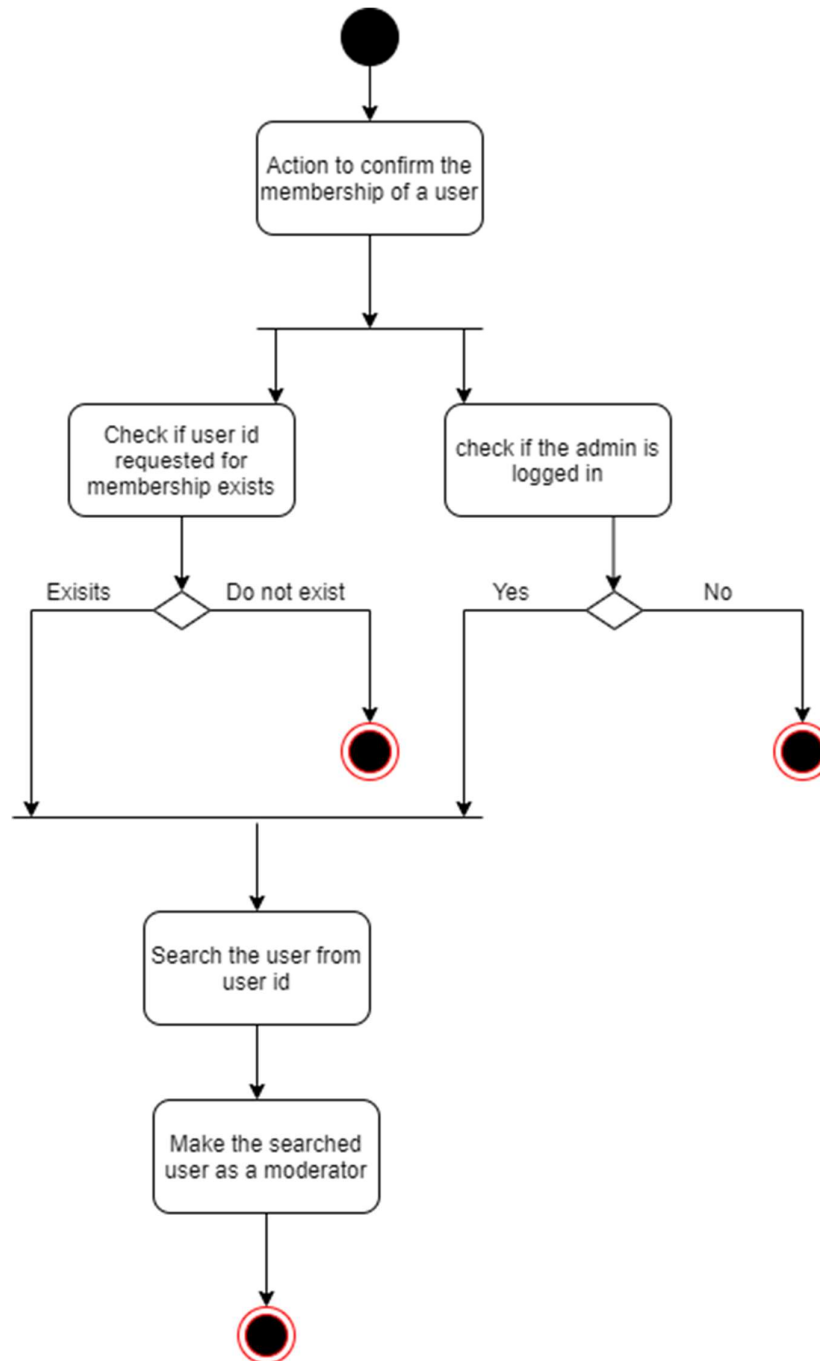 Action to confirm the
membership of a user
Check if user id
requested for
membership exists
check if the admin is
logged in
Exisits
Do not exist
Yes
No
Search the user from
user id
Make the searched
user as a moderator